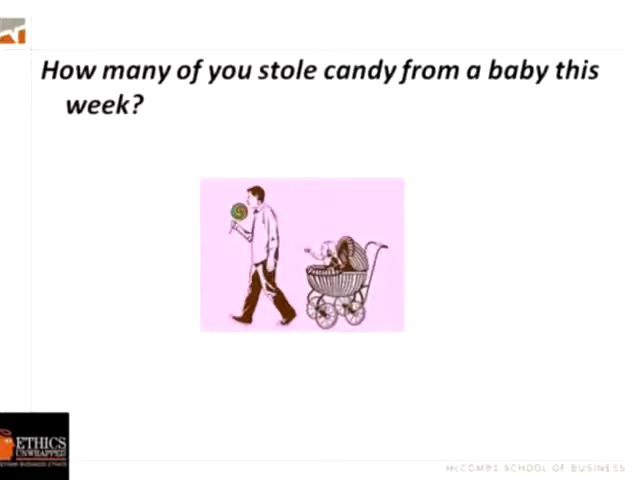 How many of you stole candy from a baby this
week?
ETHICS
UNWRAPPED
McCOMBS SCHOOL OF BUSINESS